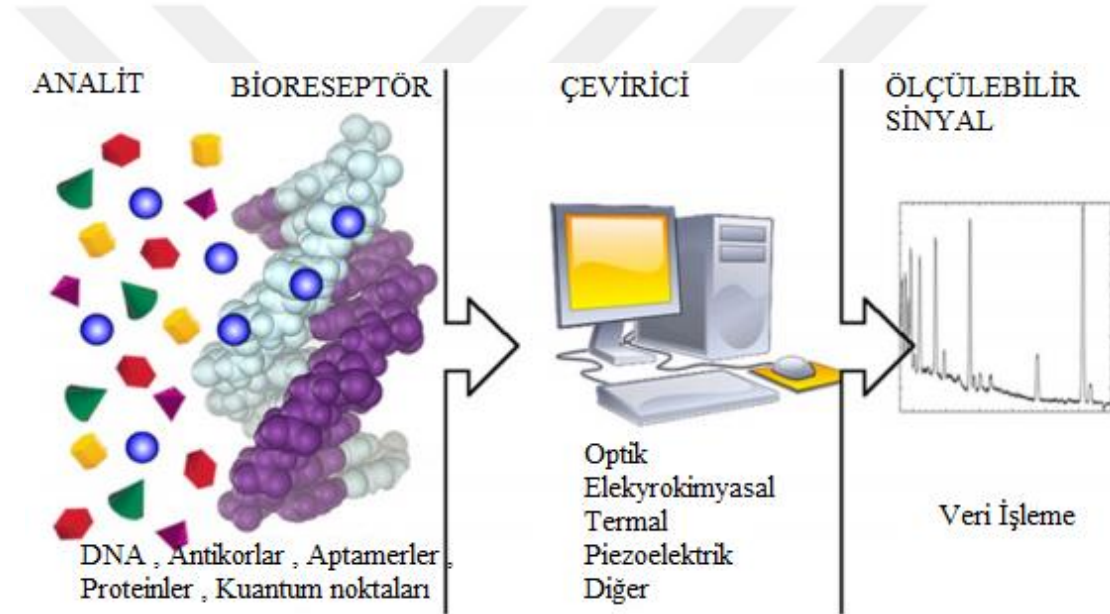 ANALİT
BİORESEPTÖR
ÇEVİRİCİ
ÖLÇÜLEBİLİR
SİNYAL
DNA , Antikorlar , Aptamerler ,
Proteinler , Kuantum noktaları
Optik
Elekyrokimyasal
Termal
Piezoelektrik
Diğer
Veri İşleme